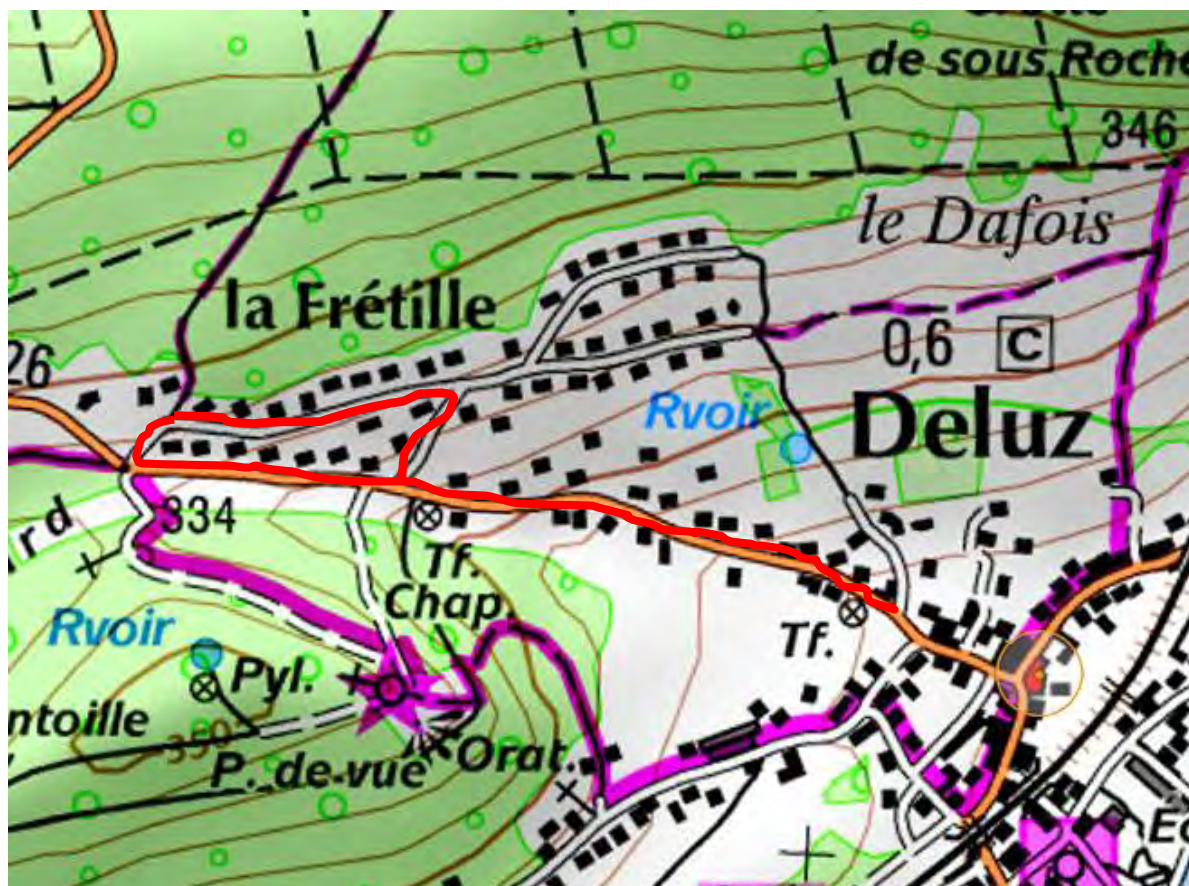 de sous Roche
346
le Dafois
la Frétille
26
0,6 C
Rvoir
Deluz
rd
334
Tf.
Chap.
Rvoir
Tf.
Pyl.
ntoille
P. de vue
Orat.